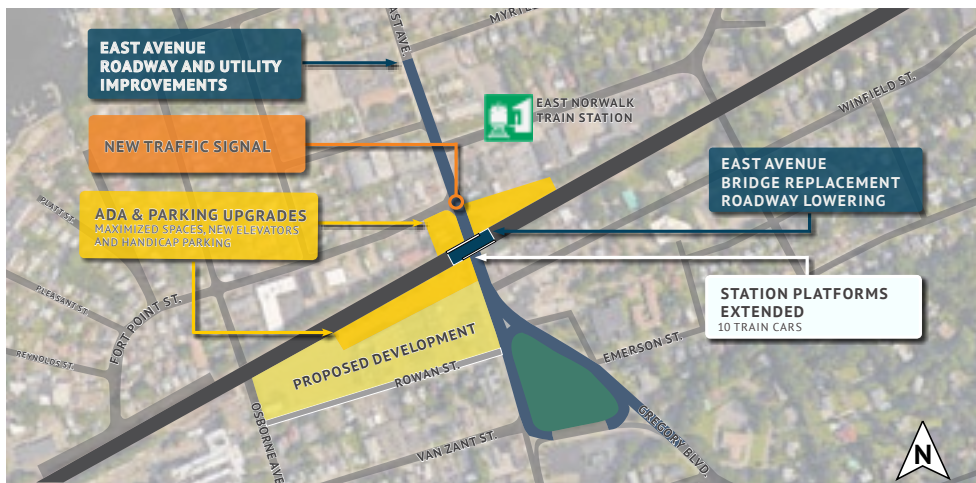 EAST AVE.
MYRTLE
EAST AVENUE
ROADWAY AND UTILITY
IMPROVEMENTS
EAST NORWALK
TRAIN STATION
WINFIELD ST.
NEW TRAFFIC SIGNAL
EAST AVENUE
BRIDGE REPLACEMENT
ROADWAY LOWERING
PLATT ST.
ADA & PARKING UPGRADES
MAXIMIZED SPACES, NEW ELEVATORS
AND HANDICAP PARKING
STATION PLATFORMS
EXTENDED
10 TRAIN CARS
PLEASANT ST.
FORT POINT ST.
REYNOLDS ST.
PROPOSED DEVELOPMENT
ROWAN ST.
EMERSON ST.
OSBORNE AVE
VAN ZANT ST.
GREGORY BLVD.
N